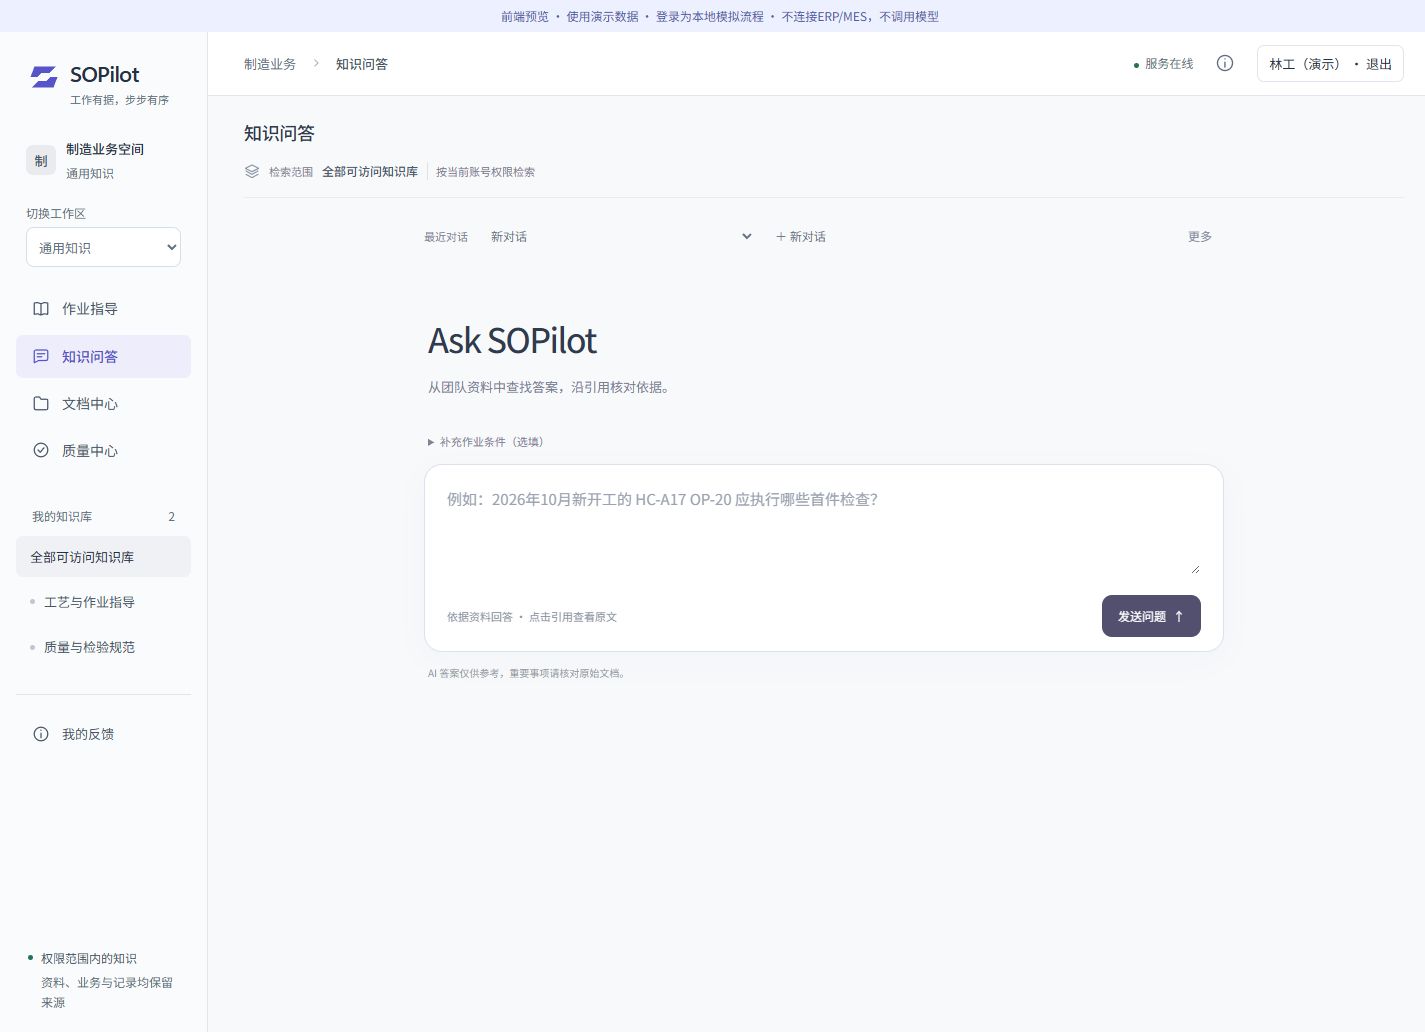 前端预览 · 使用演示数据 · 登录为本地模拟流程 · 不连接ERP/MES，不调用模型
SOPilot
工作有据，步步有序
制
制造业务空间
通用知识
切换工作区
通用知识
作业指导
知识问答
文档中心
质量中心
我的知识库 2
全部可访问知识库
工艺与作业指导
质量与检验规范
我的反馈
权限范围内的知识
资料、业务与记录均保留
来源
制造业务 > 知识问答
服务在线
林工（演示） · 退出
知识问答
检索范围 全部可访问知识库 按当前账号权限检索
最近对话 新对话 + 新对话 更多
Ask SOPilot
从团队资料中查找答案，沿引用核对依据。
▶ 补充作业条件（选填）
例如：2026年10月新开工的 HC-A17 OP-20 应执行哪些首件检查？
依据资料回答 · 点击引用查看原文
发送问题 ↑
AI 答案仅供参考，重要事项请核对原始文档。